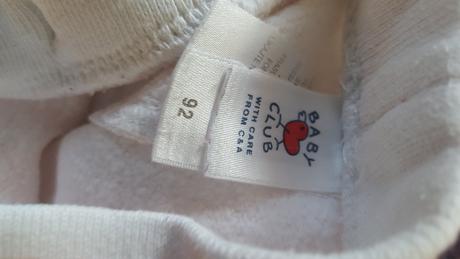 92
BABY
CLUB
WITH CARE
FROM C&A